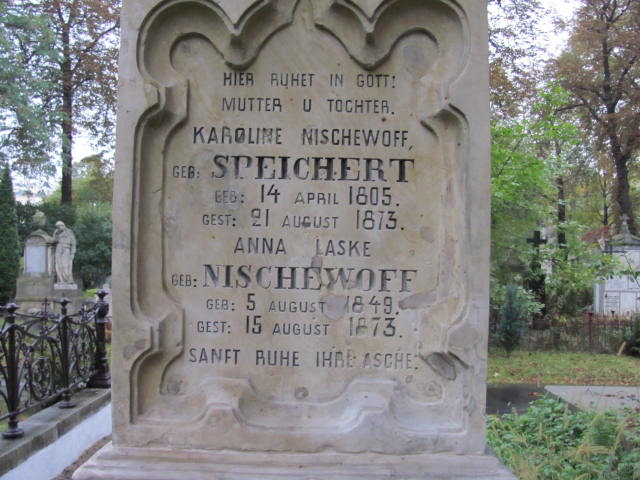 HIER RUHET IN GOTT:
MUTTER U TOCHTER.
KAROLINE NISCHEWOFF,
GEB: SPEICHERT
GEB: 14 APRIL 1805.
GEST: 21 AUGUST 1873.
ANNA LASKE
GEB: NISCHEWOFF
GEB: 5 AUGUST 1849.
GEST: 15 AUGUST 1873.
SANFT RUHE IHRE ASCHE.